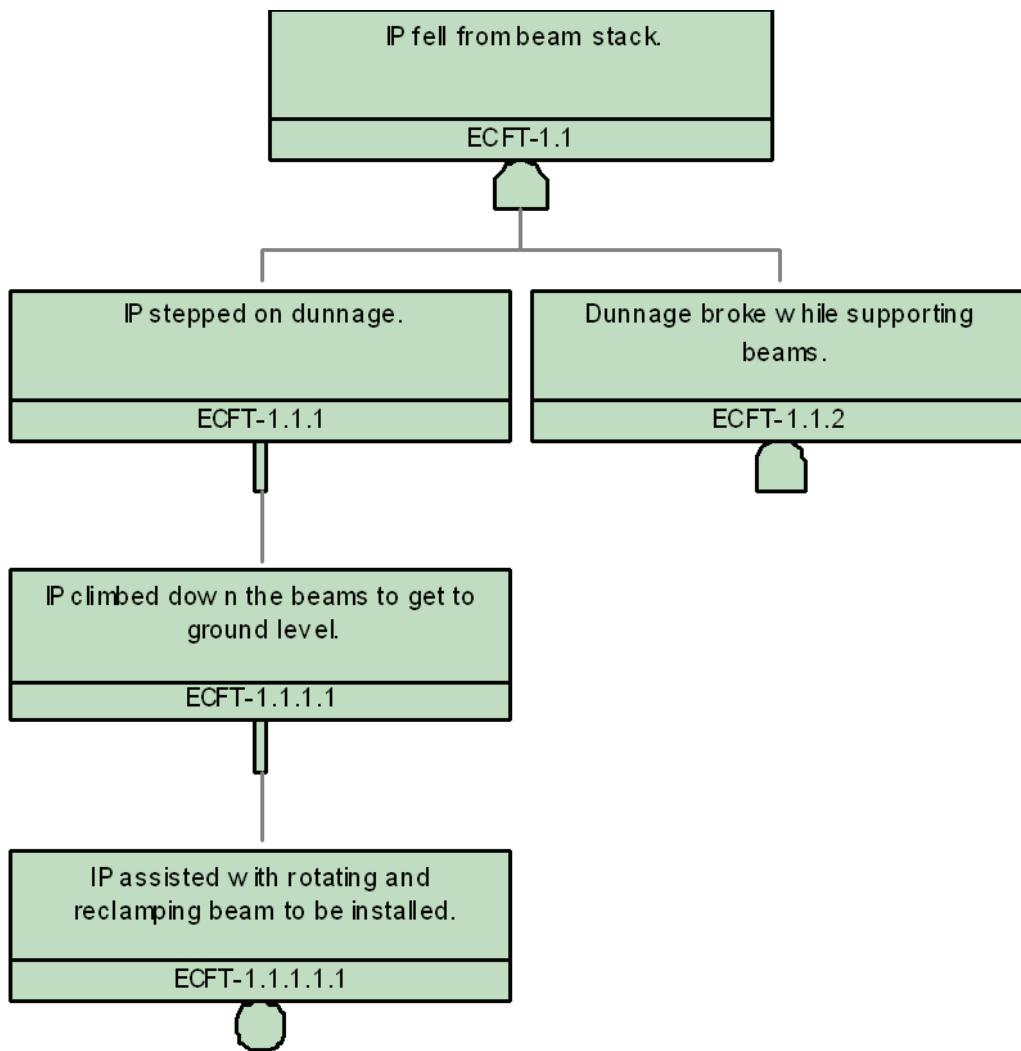 IP fell from beam stack.
ECFT-1.1
IP stepped on dunnage.
ECFT-1.1.1
Dunnage broke while supporting
beams.
ECFT-1.1.2
IP climbed down the beams to get to
ground level.
ECFT-1.1.1.1
IP assisted with rotating and
reclamping beam to be installed.
ECFT-1.1.1.1.1